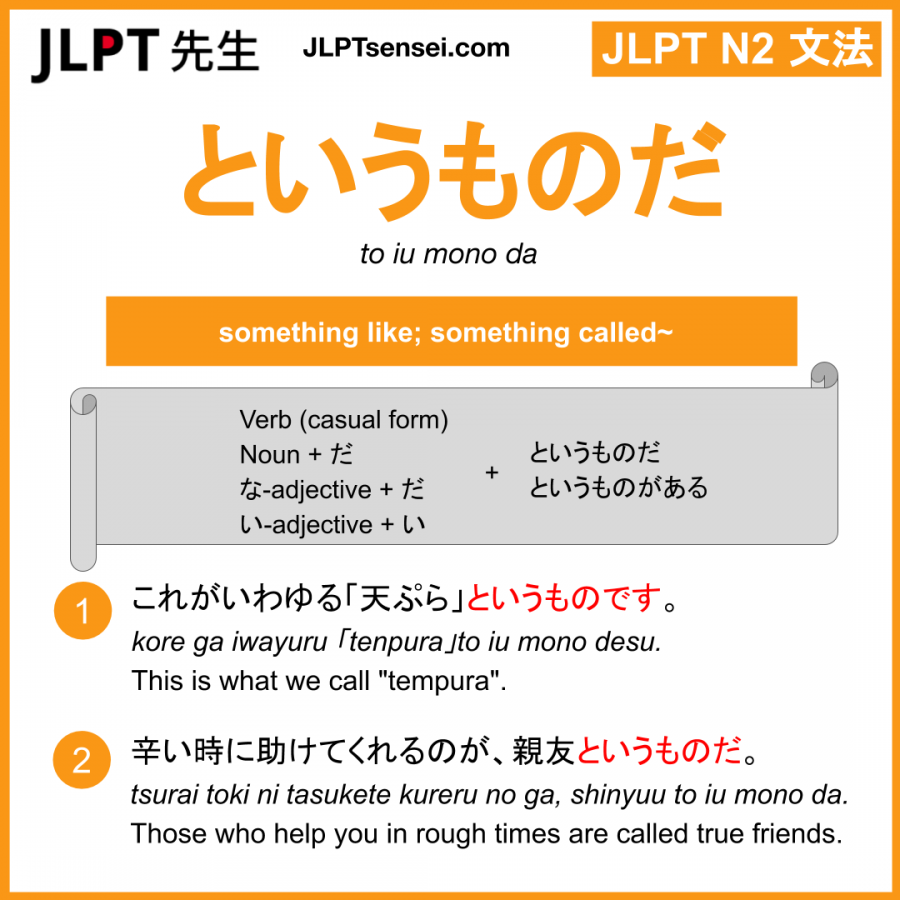 JLPT 先生
JLPTsensei.com
JLPT N2 文法
というものだ
to iu mono da
something like; something called~
Verb (casual form)
Noun + だ
な-adjective + だ
い-adjective + い
+
というものだ
というものがある
1
これがいわゆる「天ぷら」というものです。
kore ga iwayuru 「tenpura」to iu mono desu.
This is what we call "tempura".
2
辛い時に助けてくれるのが、親友というものだ。
tsurai toki ni tasukete kureru no ga, shinyuu to iu mono da.
Those who help you in rough times are called true friends.